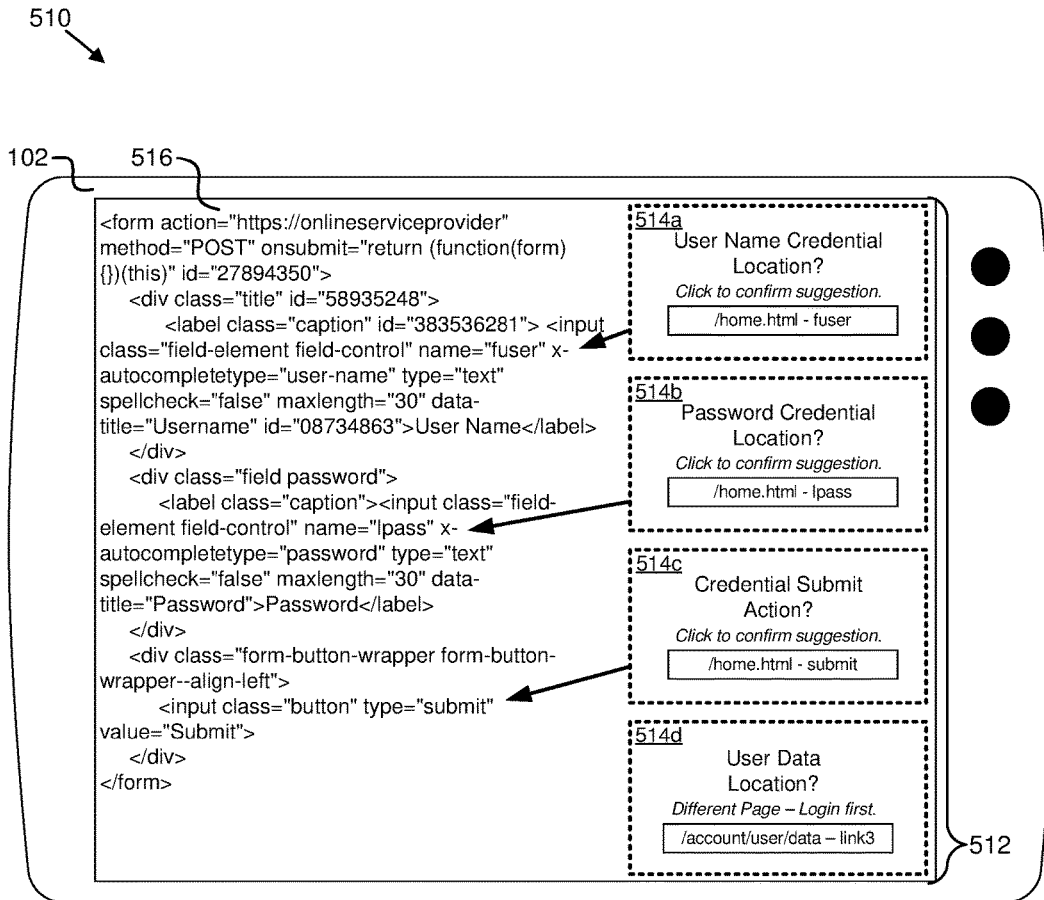 510
102
516
<form action="https://onlineserviceprovider"
method="POST" onsubmit="return (function(form)
{})(this)" id="27894350">
<div class="title" id="58935248">
<label class="caption" id="383536281"> <input
class="field-element field-control" name="fuser" x-
autocompletetype="user-name" type="text"
spellcheck="false" maxlength="30" data-
title="Username" id="08734863">User Name</label>
</div>
<div class="field password">
<label class="caption"><input class="field-
element field-control" name="lpass" x-
autocompletetype="password" type="text"
spellcheck="false" maxlength="30" data-
title="Password">Password</label>
</div>
<div class="form-button-wrapper form-button-
wrapper--align-left">
<input class="button" type="submit"
value="Submit">
</div>
</form>
514a
User Name Credential
Location?
Click to confirm suggestion.
/home.html - fuser
514b
Password Credential
Location?
Click to confirm suggestion.
/home.html - lpass
514c
Credential Submit
Action?
Click to confirm suggestion.
/home.html - submit
514d
User Data
Location?
Different Page – Login first.
/account/user/data – link3
512